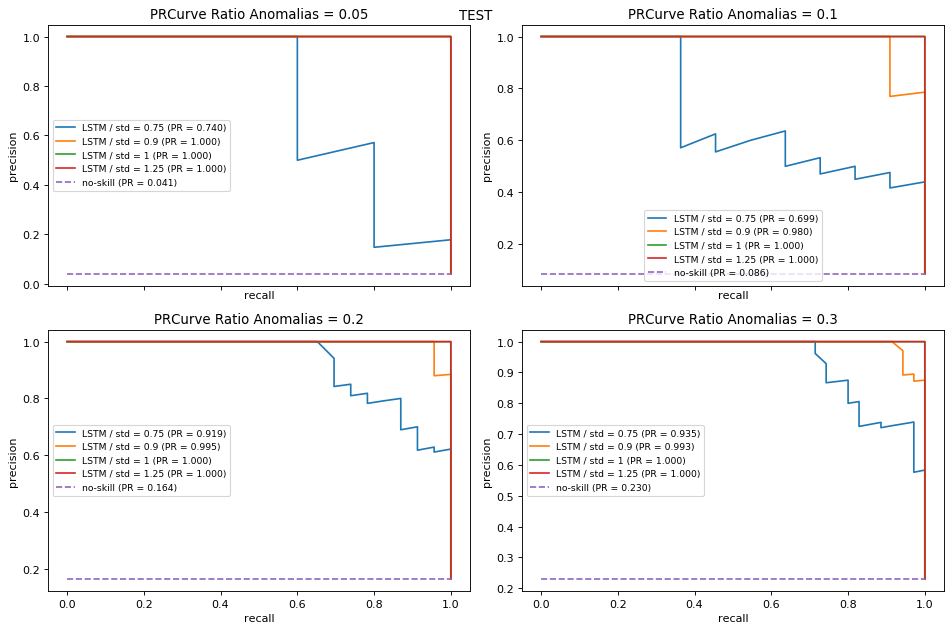 TEST
PRCurve Ratio Anomalias = 0.05
1.0
0.8
0.6
0.4
0.2
0.0
precision
LSTM / std = 0.75 (PR = 0.740)
LSTM / std = 0.9 (PR = 1.000)
LSTM / std = 1 (PR = 1.000)
LSTM / std = 1.25 (PR = 1.000)
no-skill (PR = 0.041)
recall
PRCurve Ratio Anomalias = 0.1
1.0
0.8
0.6
0.4
0.2
precision
LSTM / std = 0.75 (PR = 0.699)
LSTM / std = 0.9 (PR = 0.980)
LSTM / std = 1 (PR = 1.000)
LSTM / std = 1.25 (PR = 1.000)
no-skill (PR = 0.086)
recall
PRCurve Ratio Anomalias = 0.2
1.0
0.8
0.6
0.4
0.2
precision
LSTM / std = 0.75 (PR = 0.919)
LSTM / std = 0.9 (PR = 0.995)
LSTM / std = 1 (PR = 1.000)
LSTM / std = 1.25 (PR = 1.000)
no-skill (PR = 0.164)
0.0 0.2 0.4 0.6 0.8 1.0
recall
PRCurve Ratio Anomalias = 0.3
1.0
0.9
0.8
0.7
0.6
0.5
0.4
0.3
0.2
precision
LSTM / std = 0.75 (PR = 0.935)
LSTM / std = 0.9 (PR = 0.993)
LSTM / std = 1 (PR = 1.000)
LSTM / std = 1.25 (PR = 1.000)
no-skill (PR = 0.230)
0.0 0.2 0.4 0.6 0.8 1.0
recall